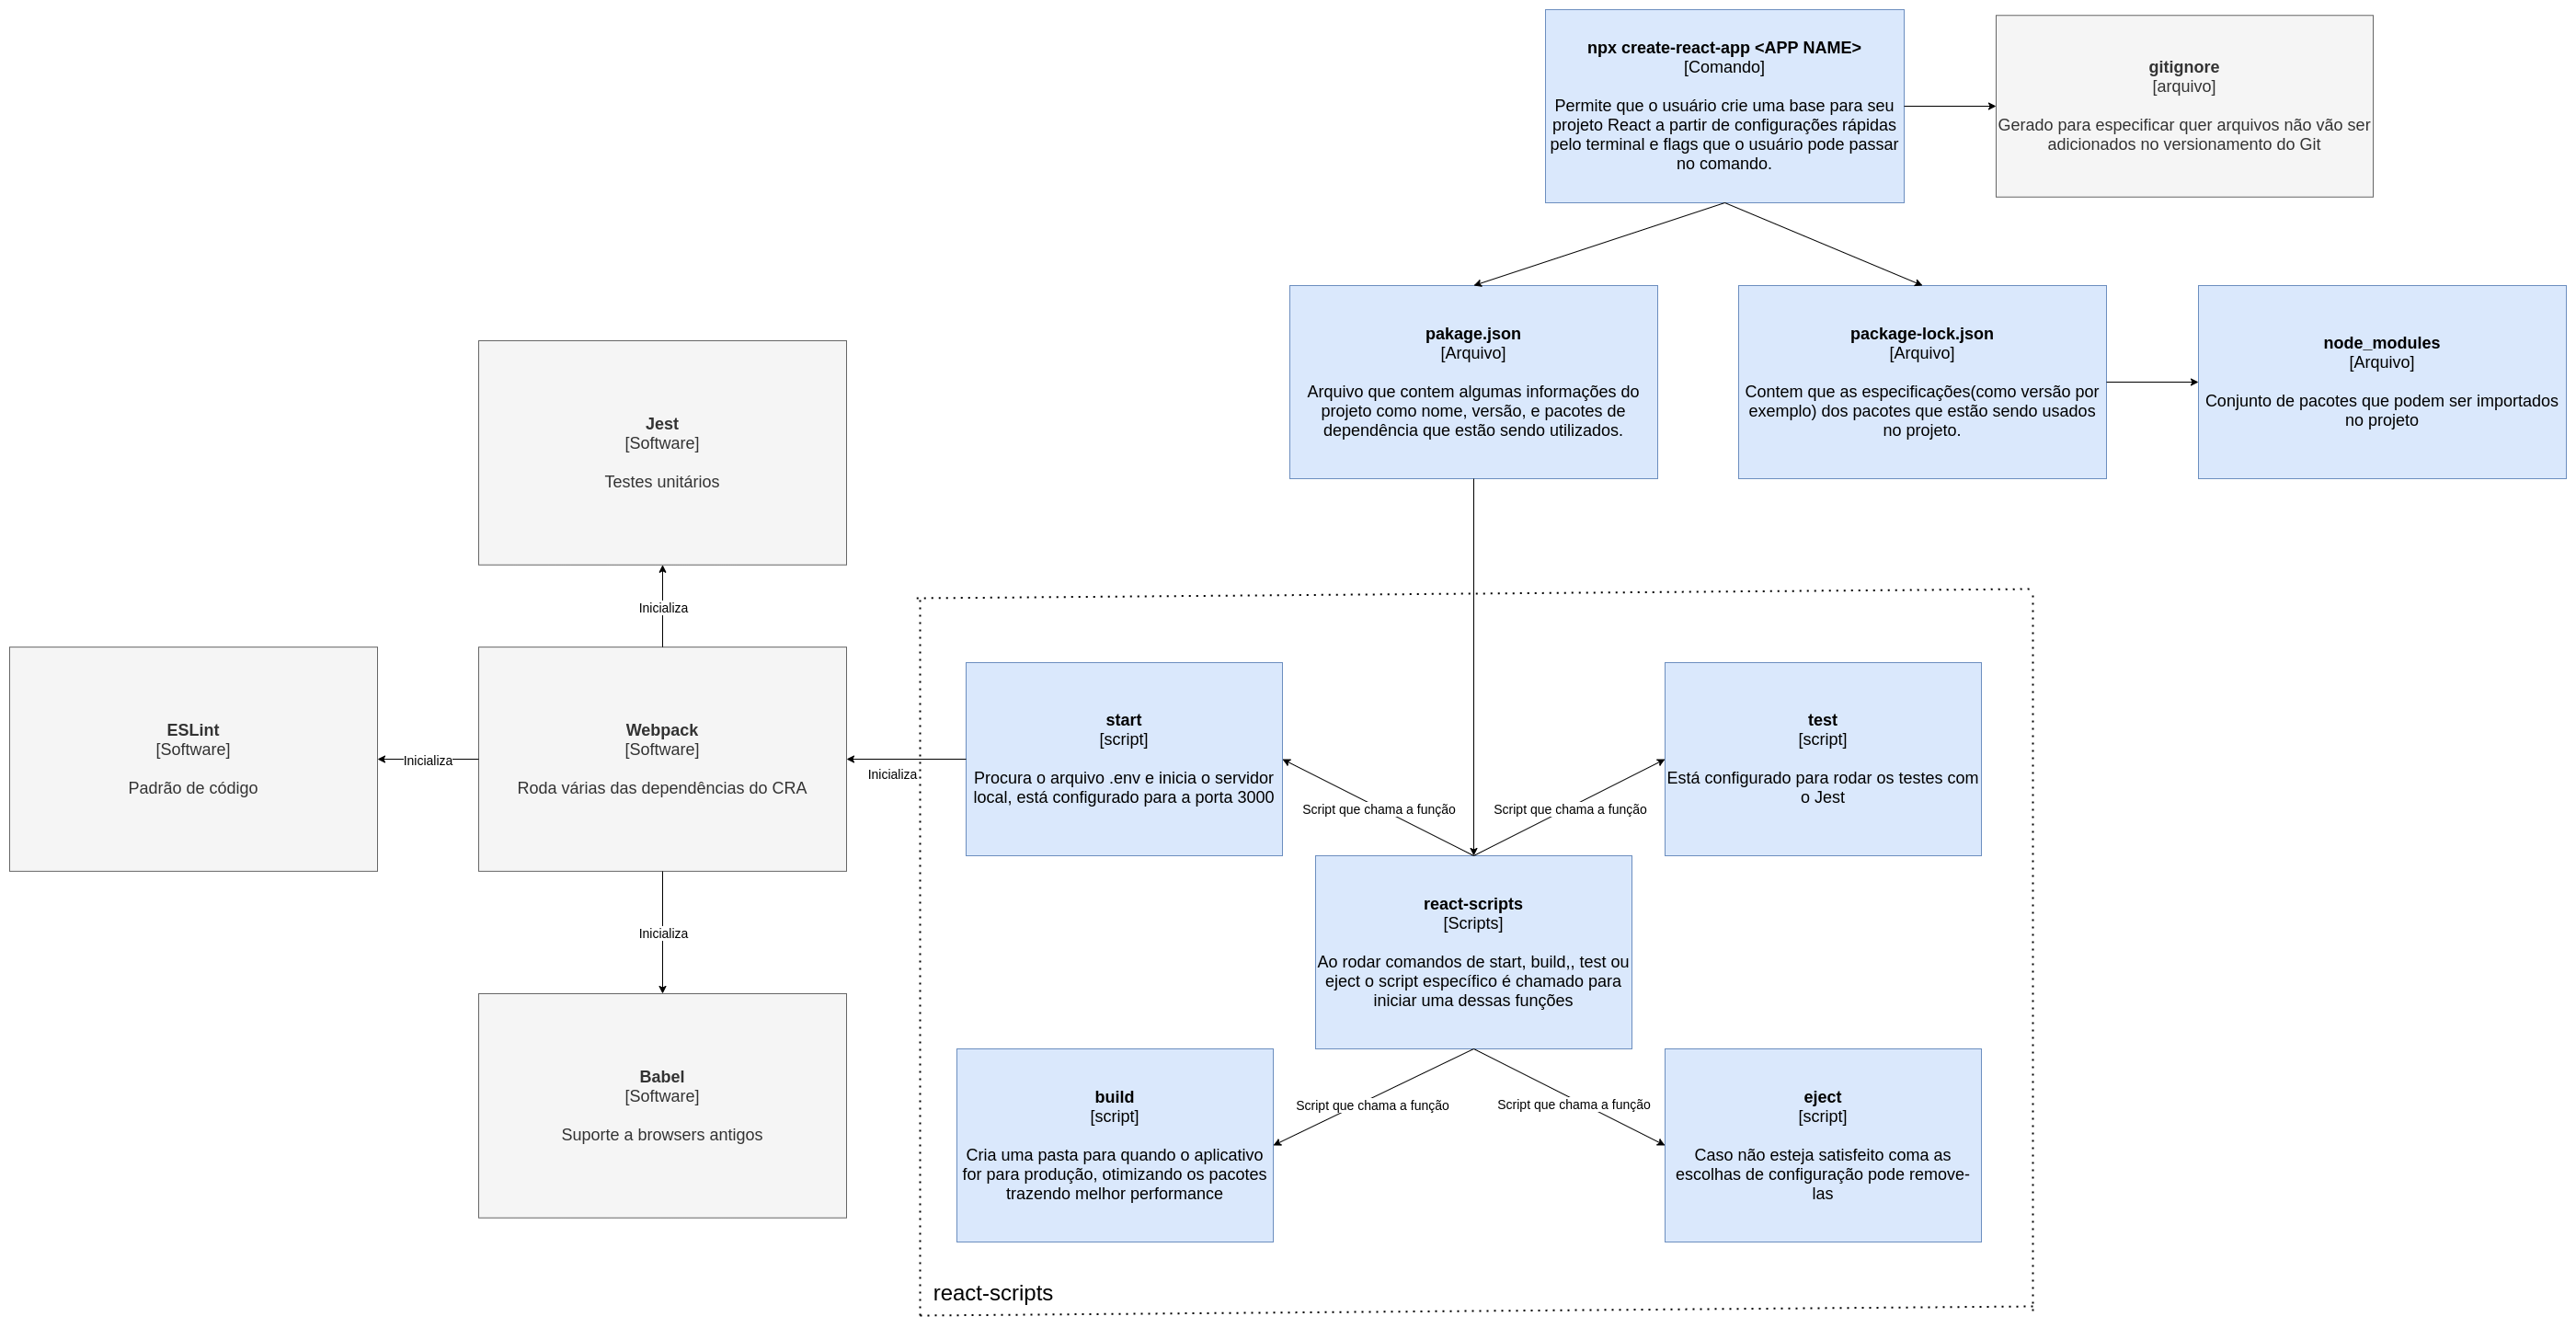 npx create-react-app <APP NAME>
[Comando]
Permite que o usuário crie uma base para seu
projeto React a partir de configurações rápidas
pelo terminal e flags que o usuário pode passar
no comando.
gitignore
[arquivo]
Gerado para especificar quer arquivos não vão ser
adicionados no versionamento do Git
pakage.json
[Arquivo]
Arquivo que contem algumas informações do
projeto como nome, versão, e pacotes de
dependência que estão sendo utilizados.
package-lock.json
[Arquivo]
Contem que as especificações(como versão por
exemplo) dos pacotes que estão sendo usados
no projeto.
node_modules
[Arquivo]
Conjunto de pacotes que podem ser importados
no projeto
Jest
[Software]
Testes unitários
Inicializa
ESLint
[Software]
Padrão de código
Inicializa
Webpack
[Software]
Roda várias das dependências do CRA
Inicializa
start
[script]
Procura o arquivo .env e inicia o servidor
local, está configurado para a porta 3000
Script que chama a função
Script que chama a função
test
[script]
Está configurado para rodar os testes com
o Jest
react-scripts
[Scripts]
Ao rodar comandos de start, build,, test ou
eject o script específico é chamado para
iniciar uma dessas funções
Inicializa
Babel
[Software]
Suporte a browsers antigos
build
[script]
Cria uma pasta para quando o aplicativo
for para produção, otimizando os pacotes
trazendo melhor performance
Script que chama a função
Script que chama a função
eject
[script]
Caso não esteja satisfeito coma as
escolhas de configuração pode remove-
las
react-scripts